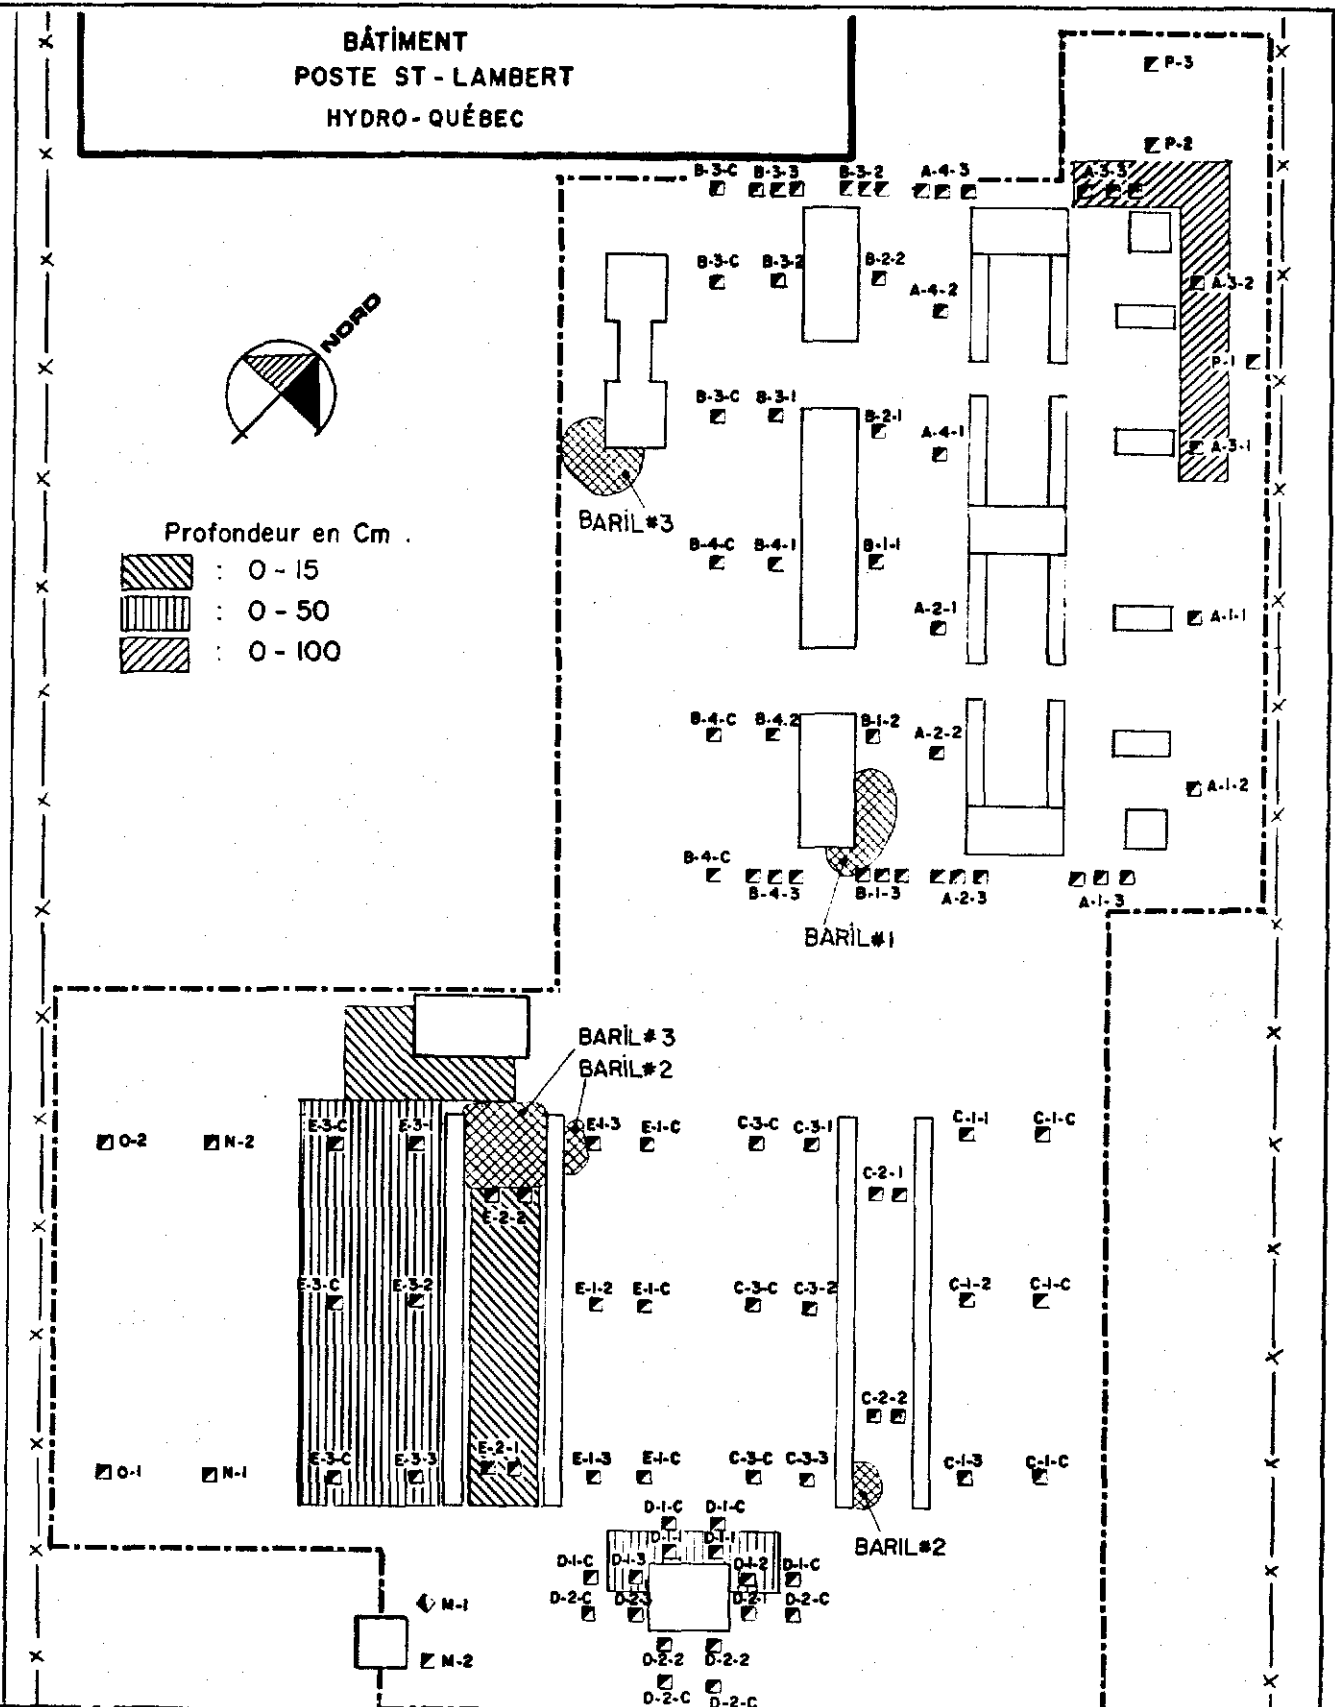 BÂTIMENT
POSTE ST - LAMBERT
HYDRO - QUÉBEC
P-3
P-2
B-3-C B-3-3 B-3-2 A-4-3 A-3-3
B-3-C B-3-2 B-2-2 A-4-2 A-3-2
NORD
P-1
B-3-C B-3-1 B-2-1 A-4-1 A-3-1
BARIL#3
Profondeur en Cm .
: 0 - 15
: 0 - 50
: 0 - 100
B-4-C B-4-1 B-1-1
A-2-1 A-1-1
B-4-C B-4.2 B-1-2 A-2-2
A-1-2
B-4-C B-4-3 B-1-3 A-2-3 A-1-3
BARIL#1
BARIL#3
BARIL#2
O-2 N-2 E-3-C E-3-1 E-1-3 E-1-C C-3-C C-3-1 C-1-1 C-1-C
C-2-1
E-2-2
E-3-C E-3-2 E-1-2 E-1-C C-3-C C-3-2 C-1-2 C-1-C
C-2-2
O-1 N-1 E-3-C E-3-3 E-2-1 E-1-3 E-1-C C-3-C C-3-3 C-1-3 C-1-C
D-1-C D-1-C
D-1-1 D-1-1
BARIL#2
D-1-C D-1-3 D-1-2 D-1-C
D-2-C D-2-3 D-2-1 D-2-C
M-1
M-2
D-2-2 D-2-2
D-2-C D-2-C